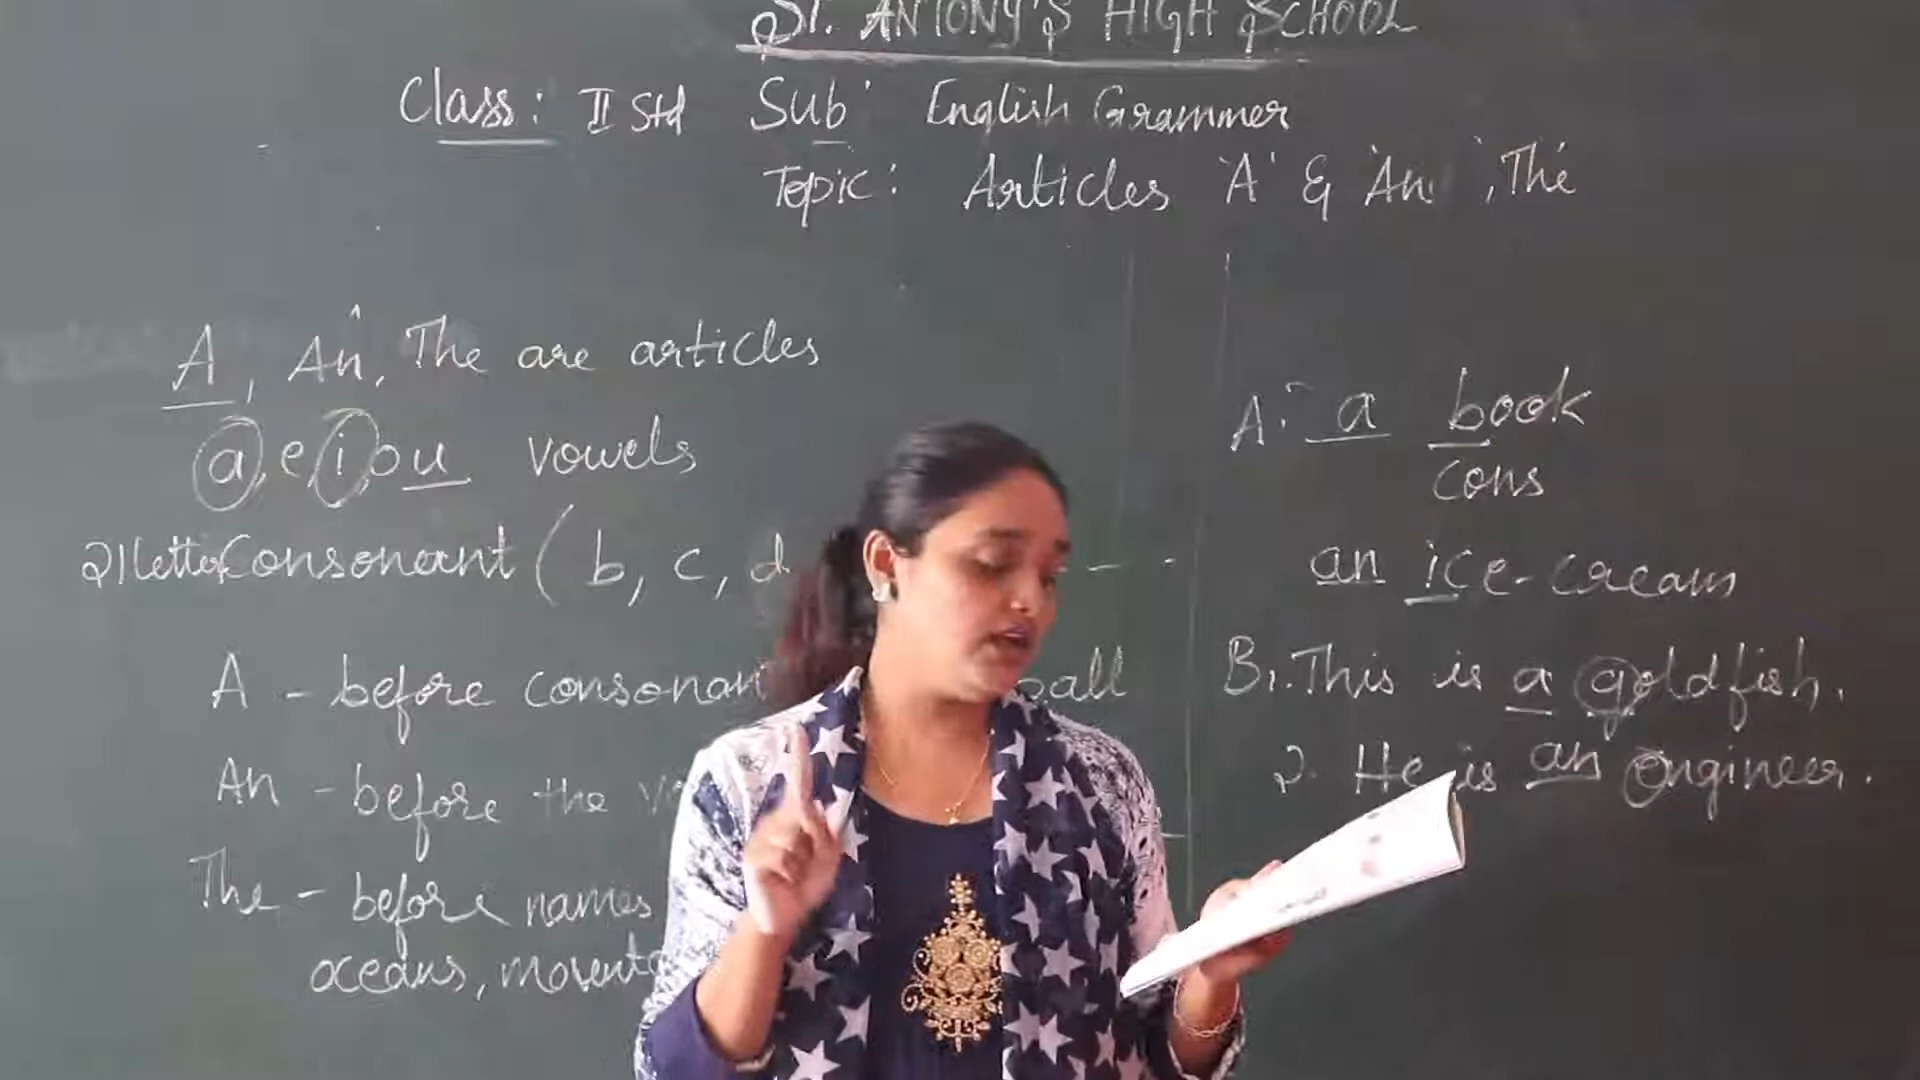 ST. ANTONY'S HIGH SCHOOL
Class: II Std Sub: English Grammer
Topic: Articles 'A' & 'An', 'The'
A, An, The are articles
a, e, i, o u vowels
21 letter Consonant ( b, c, d
A - before consonan
An - before the
The - before names
oceans,
A: a book
cons
an ice-cream
B 1. This is a goldfish.
2. He is an engineer.